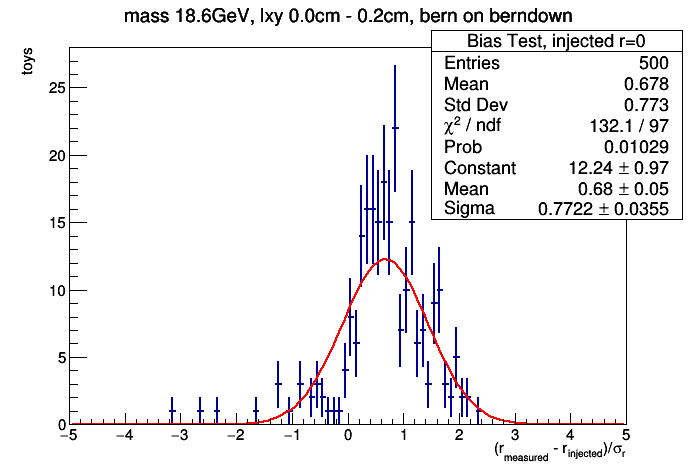 mass 18.6GeV, lxy 0.0cm - 0.2cm, bern on berndown
toys
Bias Test, injected r=0
Entries 500
Mean 0.678
Std Dev 0.773
χ² / ndf 132.1 / 97
Prob 0.01029
Constant 12.24 ± 0.97
Mean 0.68 ± 0.05
Sigma 0.7722 ± 0.0355
25
20
15
10
5
0
−5 −4 −3 −2 −1 0 1 2 3 4 5
(r_measured - r_injected)/σ_r